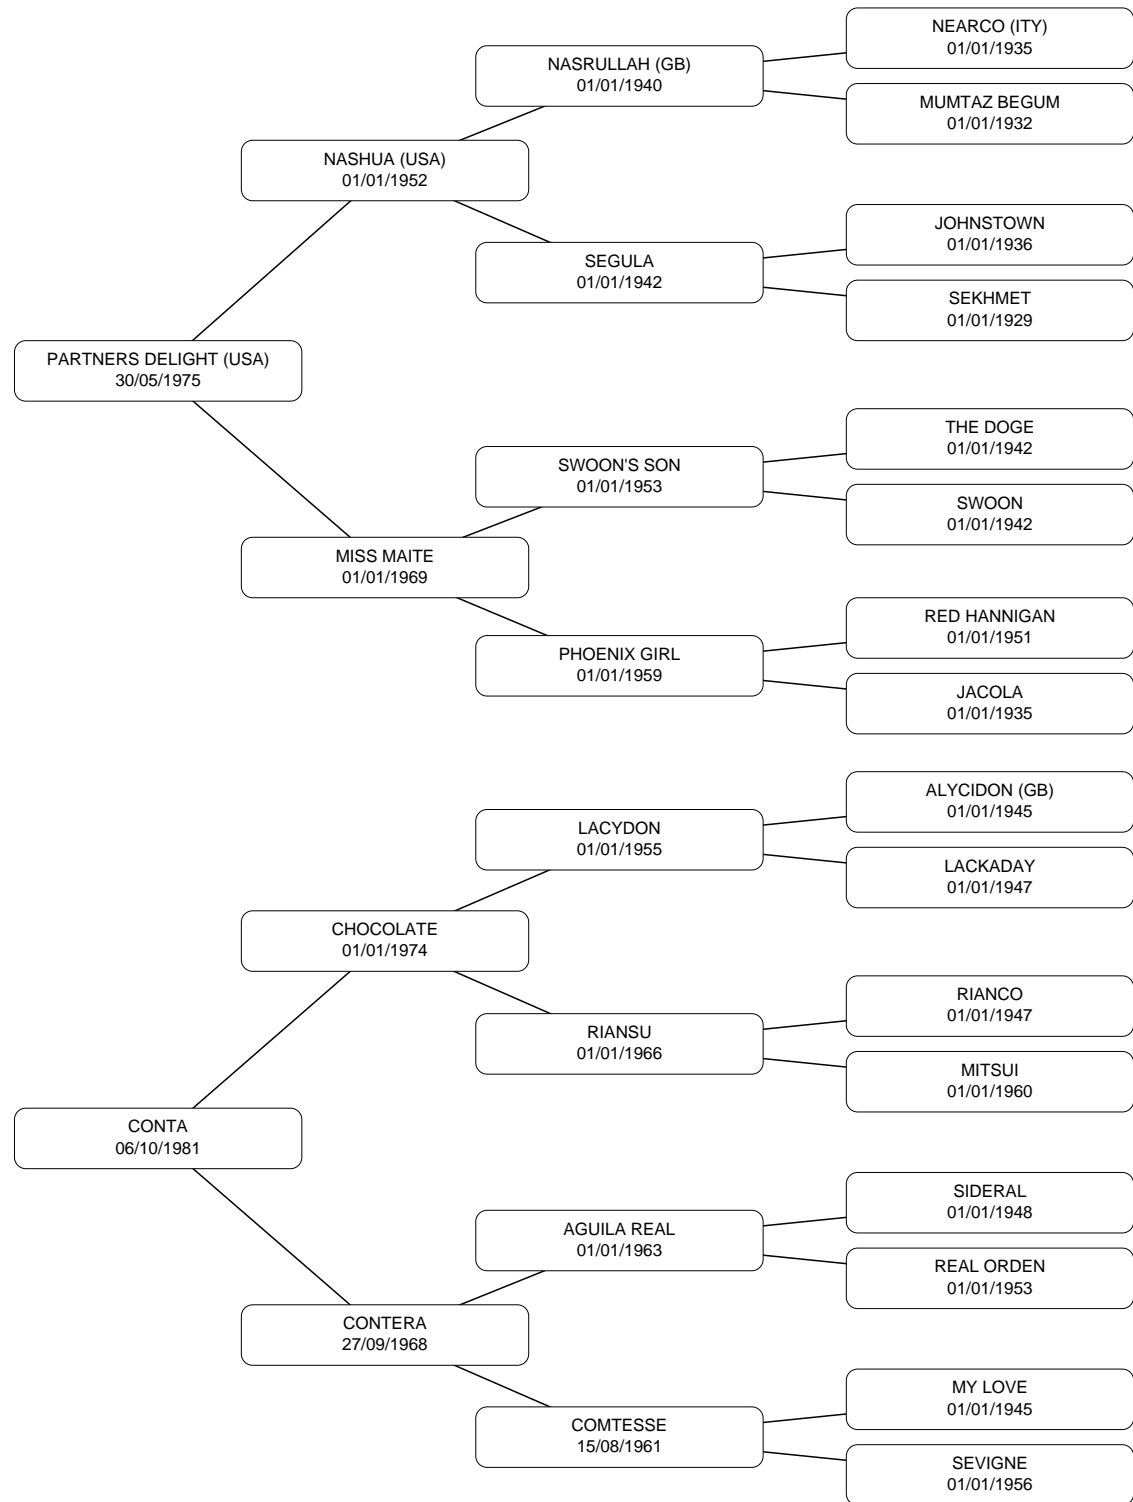 NEARCO (ITY)
01/01/1935
NASRULLAH (GB)
01/01/1940
MUMTAZ BEGUM
01/01/1932
NASHUA (USA)
01/01/1952
JOHNSTOWN
01/01/1936
SEGULA
01/01/1942
SEKHMET
01/01/1929
PARTNERS DELIGHT (USA)
30/05/1975
THE DOGE
01/01/1942
SWOON'S SON
01/01/1953
SWOON
01/01/1942
MISS MAITE
01/01/1969
RED HANNIGAN
01/01/1951
PHOENIX GIRL
01/01/1959
JACOLA
01/01/1935
ALYCIDON (GB)
01/01/1945
LACYDON
01/01/1955
LACKADAY
01/01/1947
CHOCOLATE
01/01/1974
RIANCO
01/01/1947
RIANSU
01/01/1966
MITSUI
01/01/1960
CONTA
06/10/1981
SIDERAL
01/01/1948
AGUILA REAL
01/01/1963
REAL ORDEN
01/01/1953
CONTERA
27/09/1968
MY LOVE
01/01/1945
COMTESSE
15/08/1961
SEVIGNE
01/01/1956